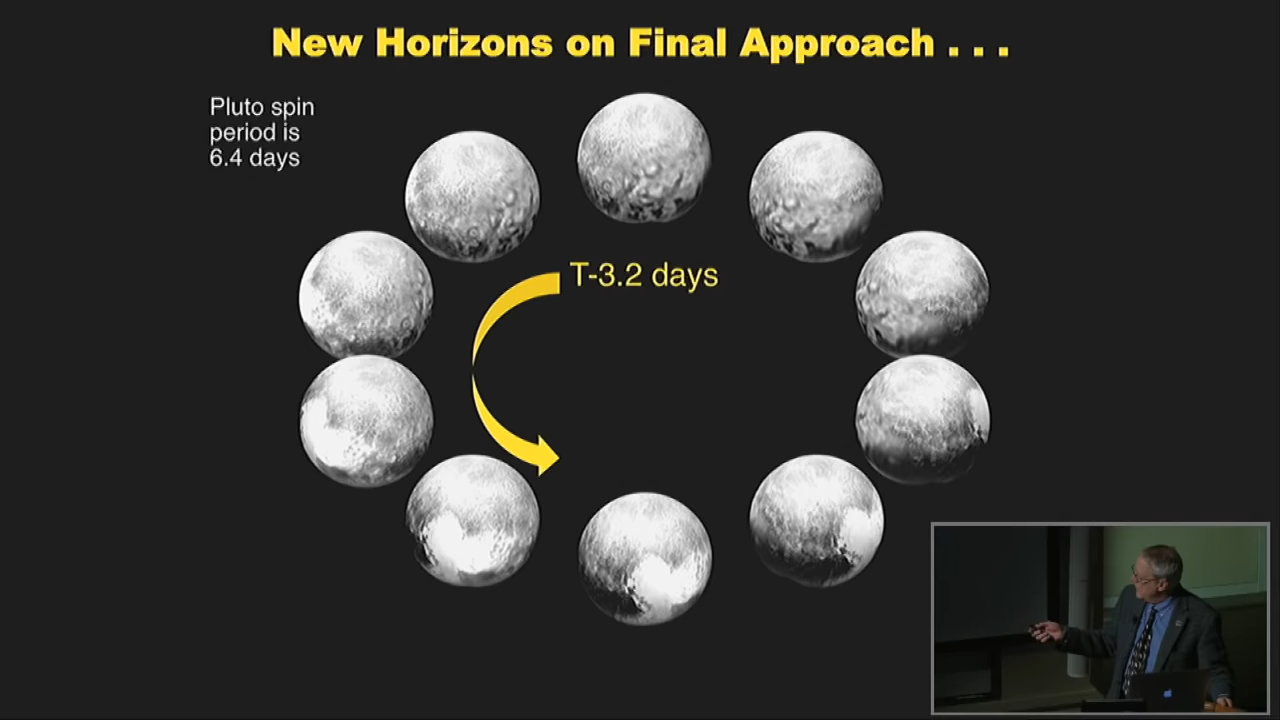 New Horizons on Final Approach . . .
Pluto spin
period is
6.4 days
T-3.2 days